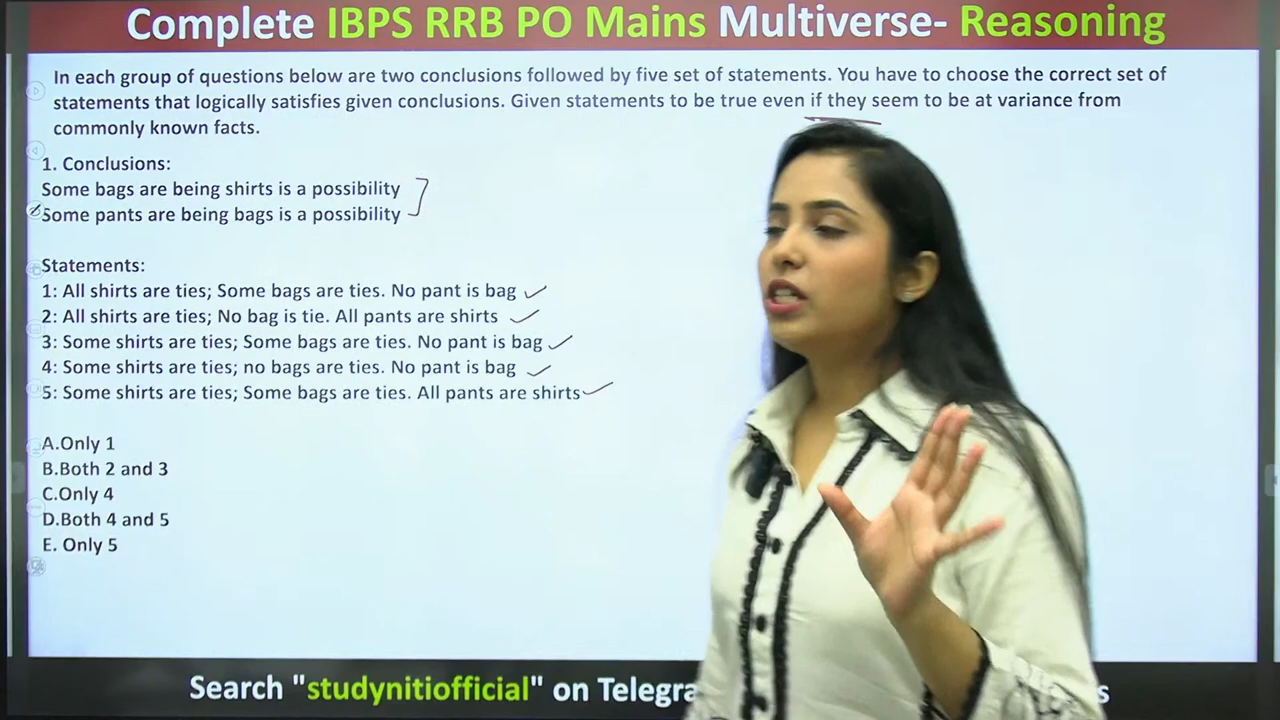 Complete IBPS RRB PO Mains Multiverse- Reasoning
In each group of questions below are two conclusions followed by five set of statements. You have to choose the correct set of
statements that logically satisfies given conclusions. Given statements to be true even if they seem to be at variance from
commonly known facts.
1. Conclusions:
Some bags are being shirts is a possibility
Some pants are being bags is a possibility
Statements:
1: All shirts are ties; Some bags are ties. No pant is bag
2: All shirts are ties; No bag is tie. All pants are shirts
3: Some shirts are ties; Some bags are ties. No pant is bag
4: Some shirts are ties; no bags are ties. No pant is bag
5: Some shirts are ties; Some bags are ties. All pants are shirts
A.Only 1
B.Both 2 and 3
C.Only 4
D.Both 4 and 5
E. Only 5
Search "studynitiofficial" on Telegra